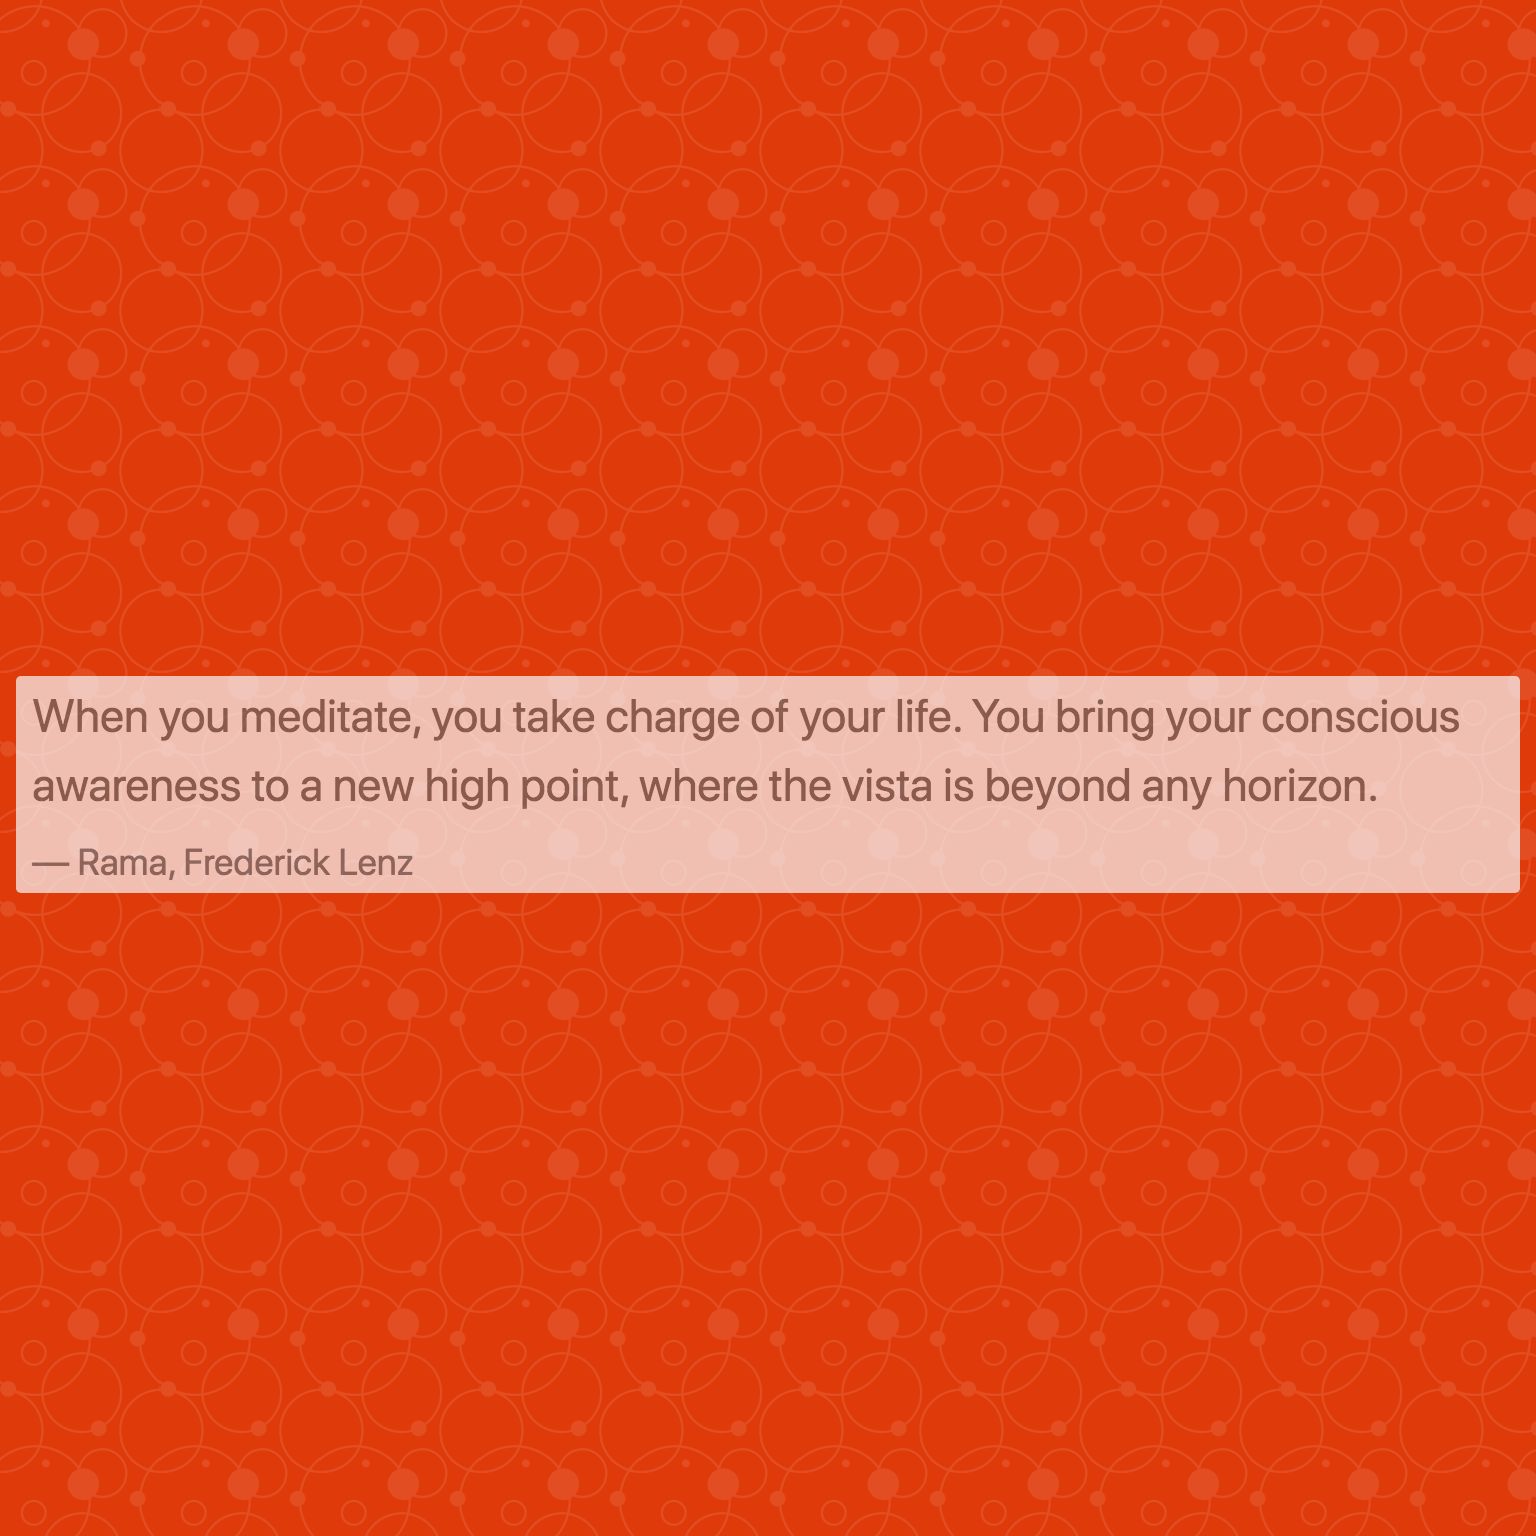 When you meditate, you take charge of your life. You bring your conscious
awareness to a new high point, where the vista is beyond any horizon.
— Rama, Frederick Lenz